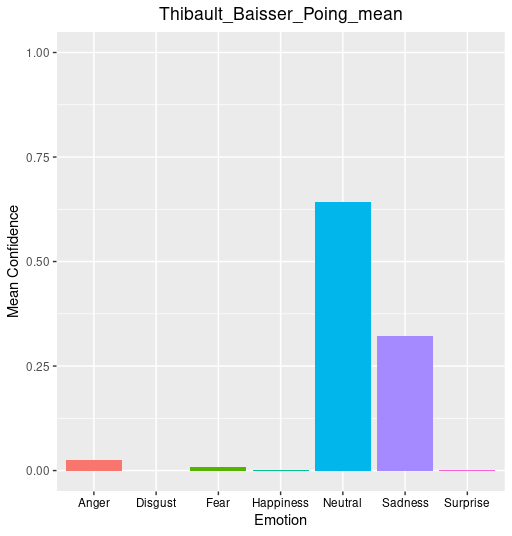 Thibault_Baisser_Poing_mean
1.00
0.75
0.50
0.25
0.00
Mean Confidence
Anger Disgust Fear Happiness Neutral Sadness Surprise
Emotion